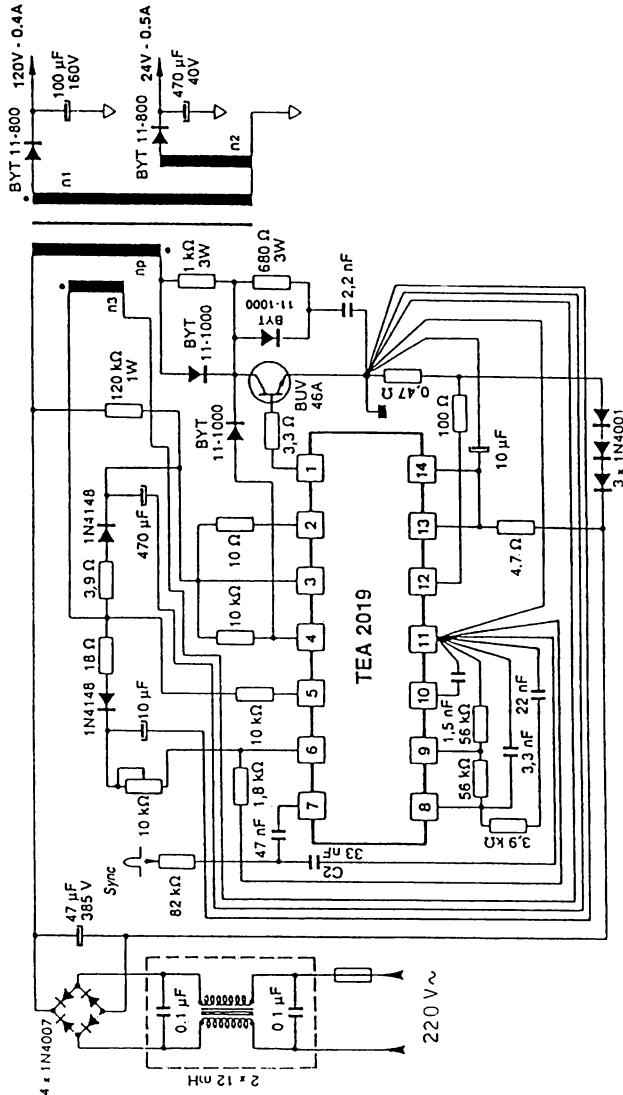 120V - 0.4A
100 µF
160V
BYT 11-800
n1
24V - 0.5A
470 µF
40V
BYT 11-800
n2
np
n3
1 kΩ
3W
680 Ω
3W
BYT
11-1000
BYT
11-1000
2,2 nF
BUV
46A
120 kΩ
1W
BYT
11-1000
3,3 Ω
0,47Ω
100 Ω
10 µF
3 x 1N4001
4,7 Ω
1N4148
470 µF
3,9 Ω
18 Ω
1N4148
10 µF
10 kΩ
10 Ω
10 kΩ
10 kΩ
1,8 kΩ
47 nF
33 nF
C2
82 kΩ
Sync
TEA 2019
1
2
3
4
5
6
7
14
13
12
11
10
9
8
1,5 nF
56 kΩ
56 kΩ
22 nF
3,3 nF
3,9 kΩ
47 µF
385 V
4 x 1N4007
0.1 µF
0 1 µF
2 x 12 mH
220 V~